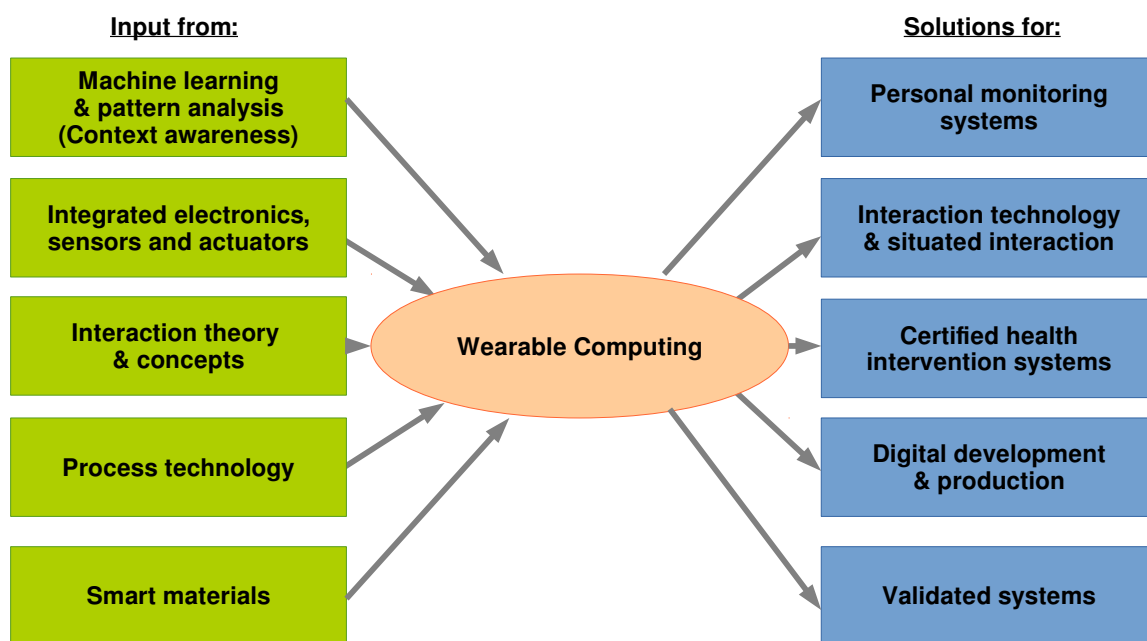 Input from:
Machine learning
& pattern analysis
(Context awareness)
Integrated electronics,
sensors and actuators
Interaction theory
& concepts
Process technology
Smart materials
Wearable Computing
Solutions for:
Personal monitoring
systems
Interaction technology
& situated interaction
Certified health
intervention systems
Digital development
& production
Validated systems